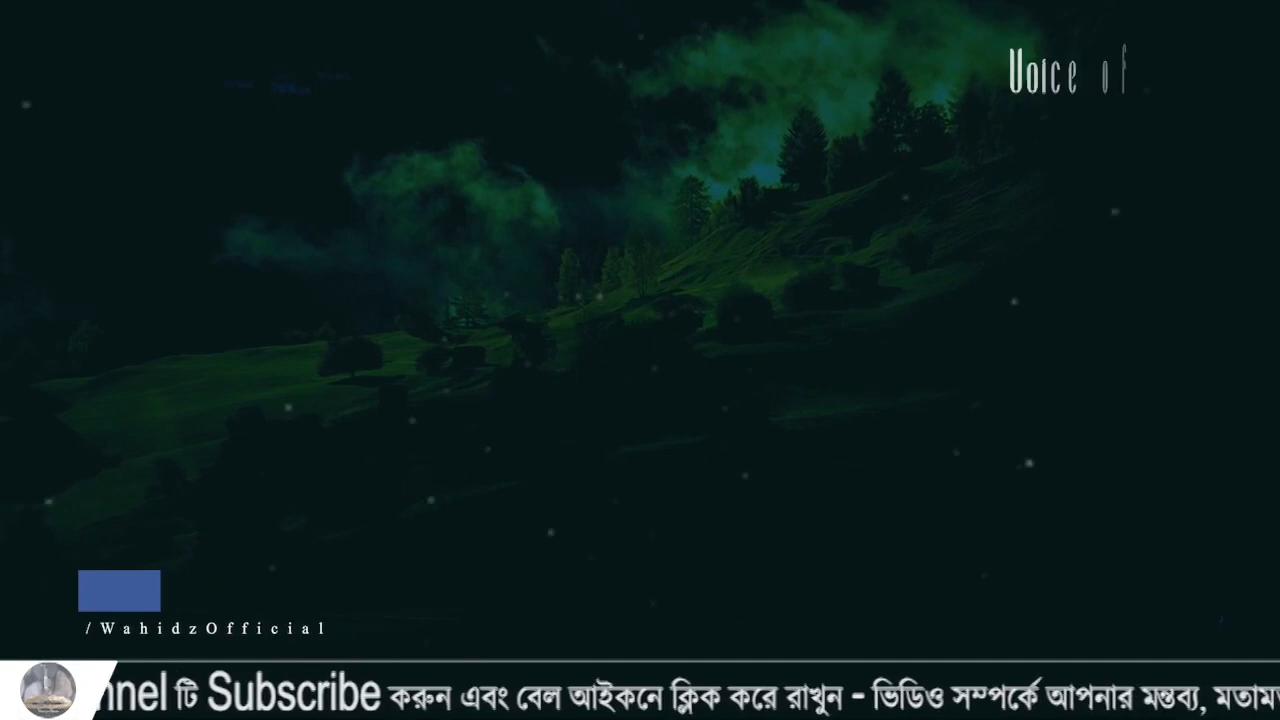 Voice of
/WahidzOfficial
nnel টি Subscribe করুন এবং বেল আইকনে ক্লিক করে রাখুন - ভিডিও সম্পর্কে আপনার মন্তব্য, মতাম